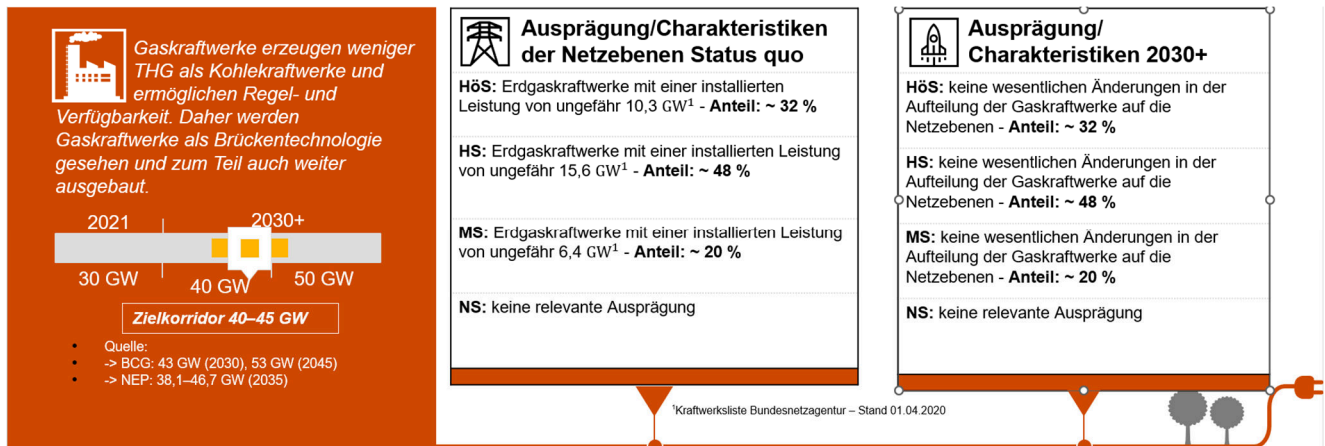 Gaskraftwerke erzeugen weniger
THG als Kohlekraftwerke und
ermöglichen Regel- und
Verfügbarkeit. Daher werden
Gaskraftwerke als Brückentechnologie
gesehen und zum Teil auch weiter
ausgebaut.
2021
2030+
30 GW
40 GW
50 GW
Zielkorridor 40–45 GW
• Quelle:
• -> BCG: 43 GW (2030), 53 GW (2045)
• -> NEP: 38,1–46,7 GW (2035)
Ausprägung/Charakteristiken
der Netzebenen Status quo
HöS: Erdgaskraftwerke mit einer installierten
Leistung von ungefähr 10,3 GW¹ - Anteil: ~ 32 %
HS: Erdgaskraftwerke mit einer installierten Leistung
von ungefähr 15,6 GW¹ - Anteil: ~ 48 %
MS: Erdgaskraftwerke mit einer installierten Leistung
von ungefähr 6,4 GW¹ - Anteil: ~ 20 %
NS: keine relevante Ausprägung
Ausprägung/
Charakteristiken 2030+
HöS: keine wesentlichen Änderungen in der
Aufteilung der Gaskraftwerke auf die
Netzebenen - Anteil: ~ 32 %
HS: keine wesentlichen Änderungen in der
Aufteilung der Gaskraftwerke auf die
Netzebenen - Anteil: ~ 48 %
MS: keine wesentlichen Änderungen in der
Aufteilung der Gaskraftwerke auf die
Netzebenen - Anteil: ~ 20 %
NS: keine relevante Ausprägung
¹Kraftwerksliste Bundesnetzagentur – Stand 01.04.2020